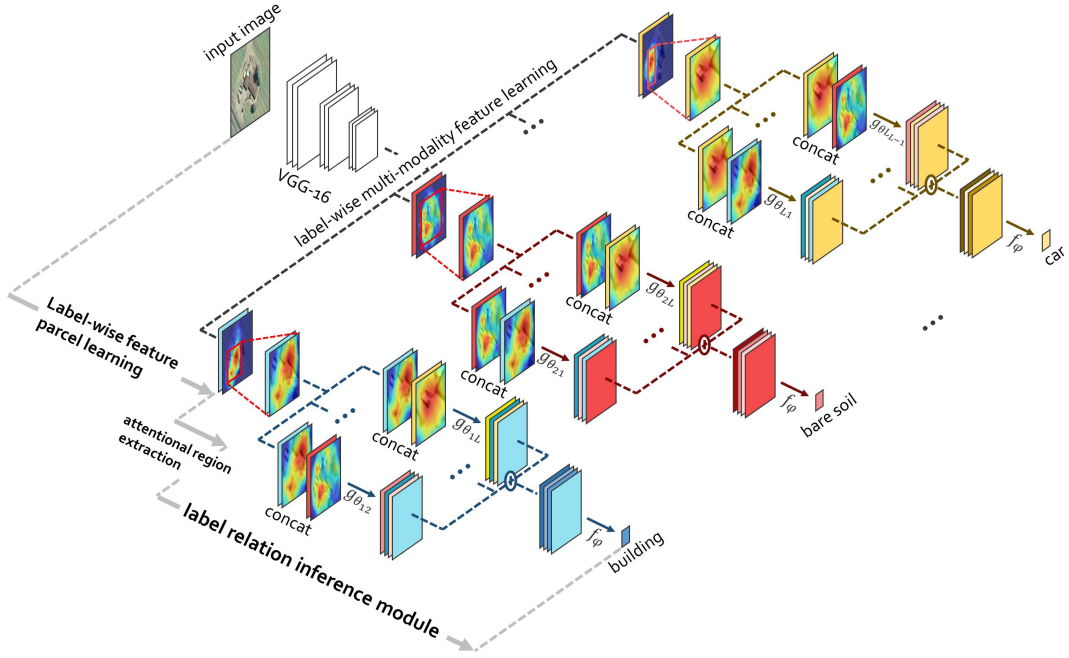 input image
VGG-16
label-wise multi-modality feature learning
concat
g_{θ_{L_{L-1}}}
concat
g_{θ_{L1}}
f_φ
car
concat
g_{θ_{2L}}
concat
g_{θ_{21}}
f_φ
bare soil
Label-wise feature
parcel learning
concat
g_{θ_{1L}}
attentional region
extraction
concat
g_{θ_{12}}
f_φ
building
label relation inference module